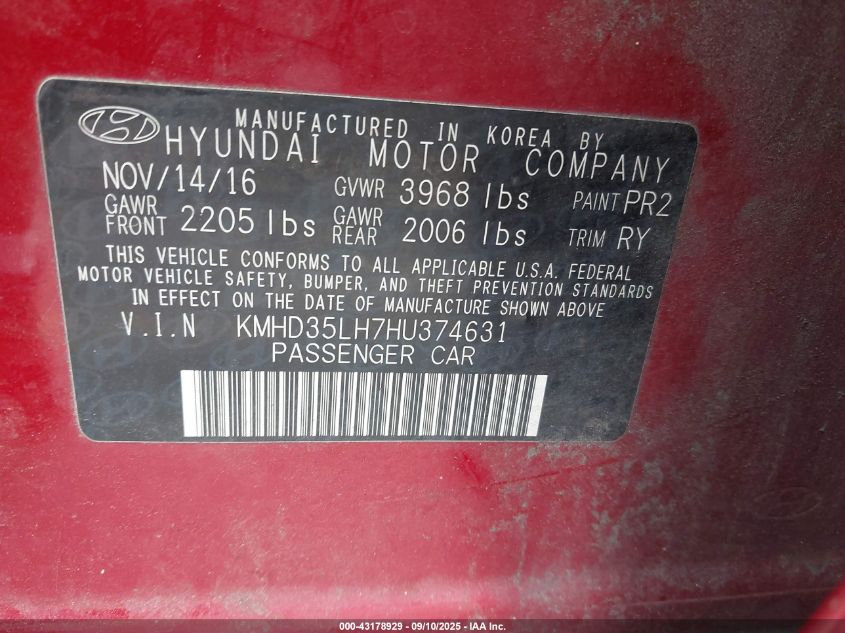 MANUFACTURED IN KOREA BY
HYUNDAI MOTOR COMPANY
NOV/14/16 GVWR 3968 lbs PAINT PR2
GAWR FRONT 2205 lbs GAWR REAR 2006 lbs TRIM RY
THIS VEHICLE CONFORMS TO ALL APPLICABLE U.S.A. FEDERAL
MOTOR VEHICLE SAFETY, BUMPER, AND THEFT PREVENTION STANDARDS
IN EFFECT ON THE DATE OF MANUFACTURE SHOWN ABOVE
V.I.N KMHD35LH7HU374631
PASSENGER CAR
000-43178929 - 09/10/2025 - IAA Inc.